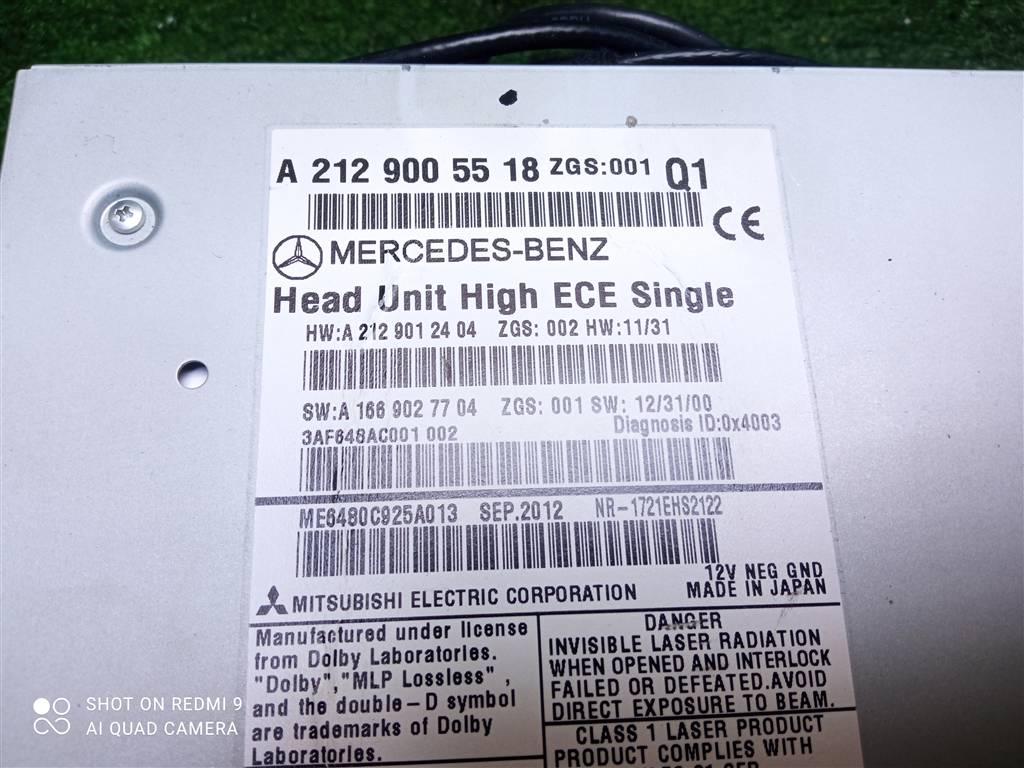 A 212 900 55 18 ZGS:001 Q1
CE
MERCEDES-BENZ
Head Unit High ECE Single
HW:A 212 901 24 04 ZGS: 002 HW:11/31
SW:A 166 902 77 04 ZGS: 001 SW: 12/31/00
3AF648AC001 002 Diagnosis ID:0x4003
ME6480C925A013 SEP.2012 NR-1721EHS2122
12V NEG GND
MITSUBISHI ELECTRIC CORPORATION MADE IN JAPAN
Manufactured under license
from Dolby Laboratories.
"Dolby","MLP Lossless",
and the double-D symbol
are trademarks of Dolby
Laboratories.
DANGER
INVISIBLE LASER RADIATION
WHEN OPENED AND INTERLOCK
FAILED OR DEFEATED.AVOID
DIRECT EXPOSURE TO BEAM.
CLASS 1 LASER PRODUCT
PRODUCT COMPLIES WITH
SHOT ON REDMI 9
AI QUAD CAMERA